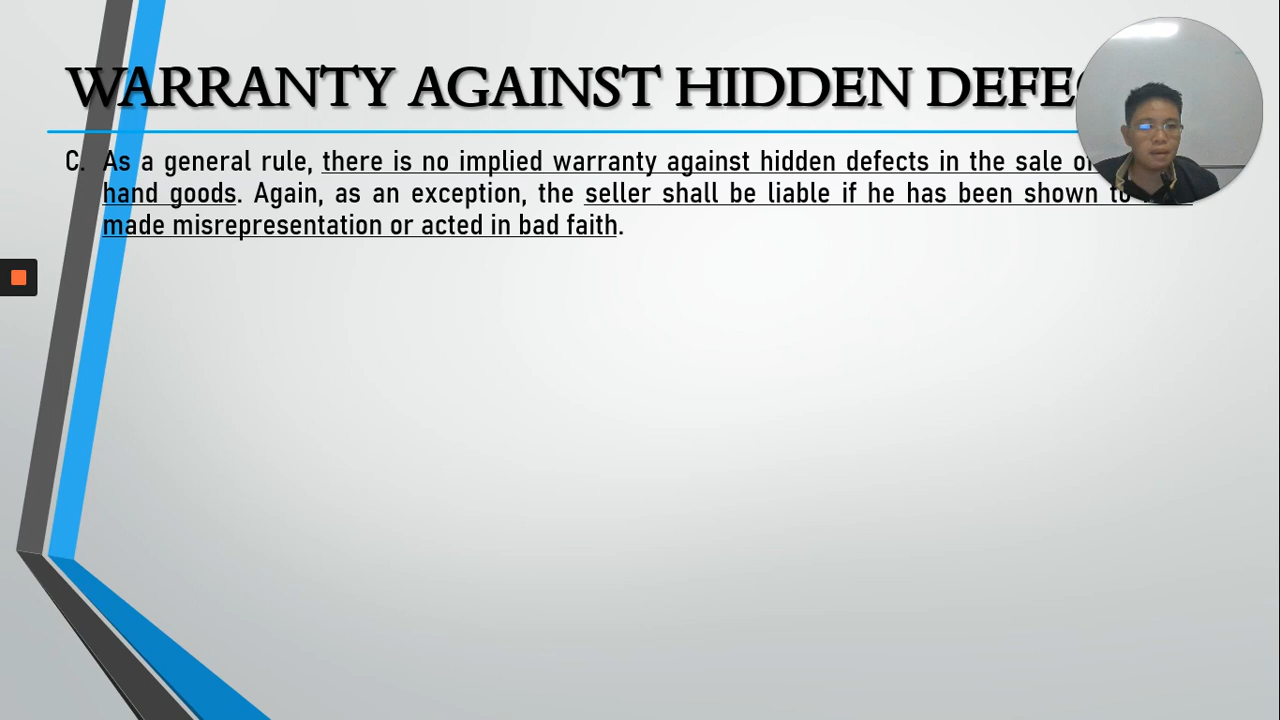 WARRANTY AGAINST HIDDEN
C. As a general rule, there is no implied warranty against hidden defects in the sale
hand goods. Again, as an exception, the seller shall be liable if he has been shown to
made misrepresentation or acted in bad faith.